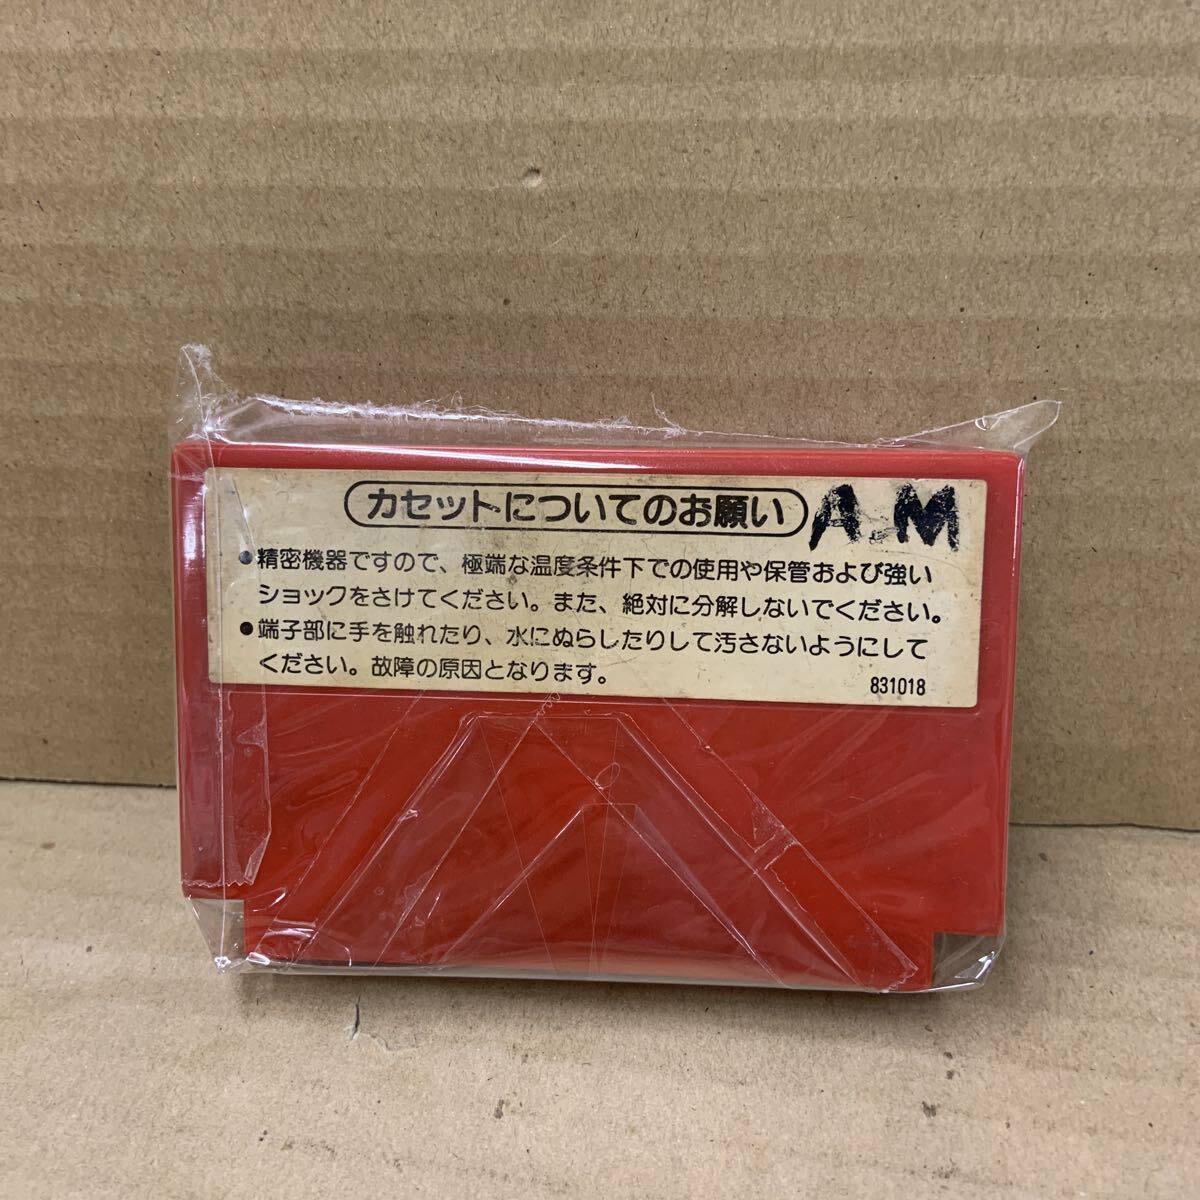 カセットについてのお願い A.M
●精密機器ですので、極端な温度条件下での使用や保管および強い
ショックをさけてください。また、絶対に分解しないでください。
●端子部に手を触れたり、水にぬらしたりして汚さないようにして
ください。故障の原因となります。
831018